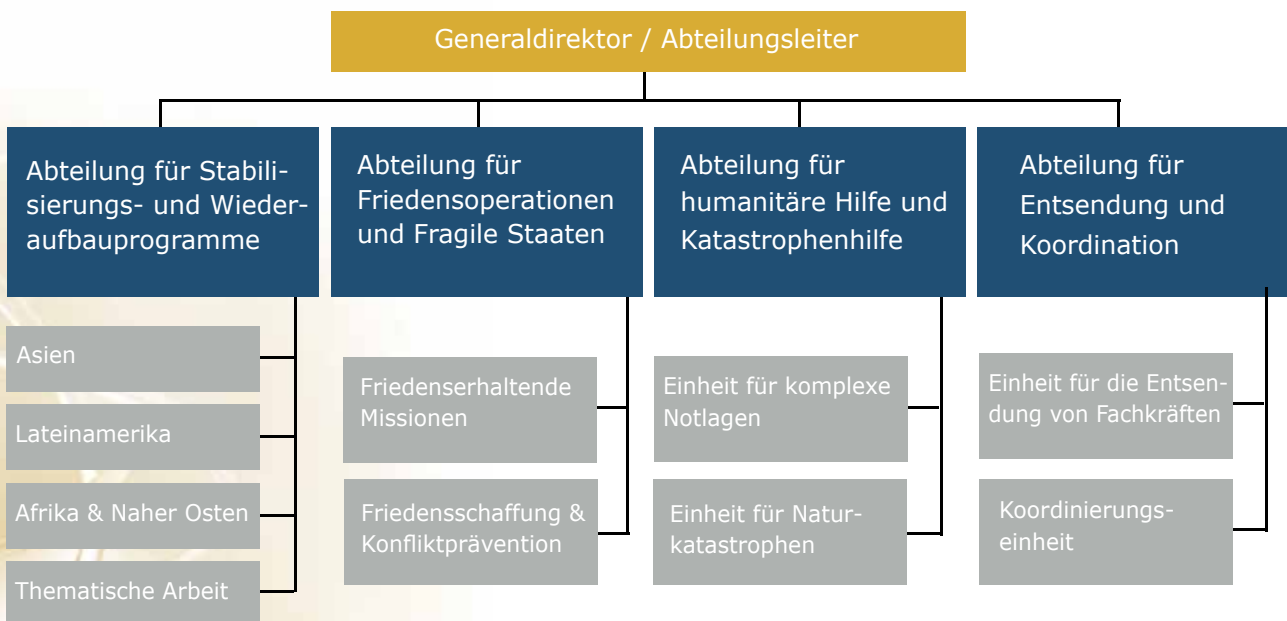 Generaldirektor / Abteilungsleiter
Abteilung für Stabili-
sierungs- und Wieder-
aufbauprogramme
Asien
Lateinamerika
Afrika & Naher Osten
Thematische Arbeit
Abteilung für
Friedensoperationen
und Fragile Staaten
Friedenserhaltende
Missionen
Friedensschaffung &
Konfliktprävention
Abteilung für
humanitäre Hilfe und
Katastrophenhilfe
Einheit für komplexe
Notlagen
Einheit für Natur-
katastrophen
Abteilung für
Entsendung und
Koordination
Einheit für die Entsen-
dung von Fachkräften
Koordinierungs-
einheit